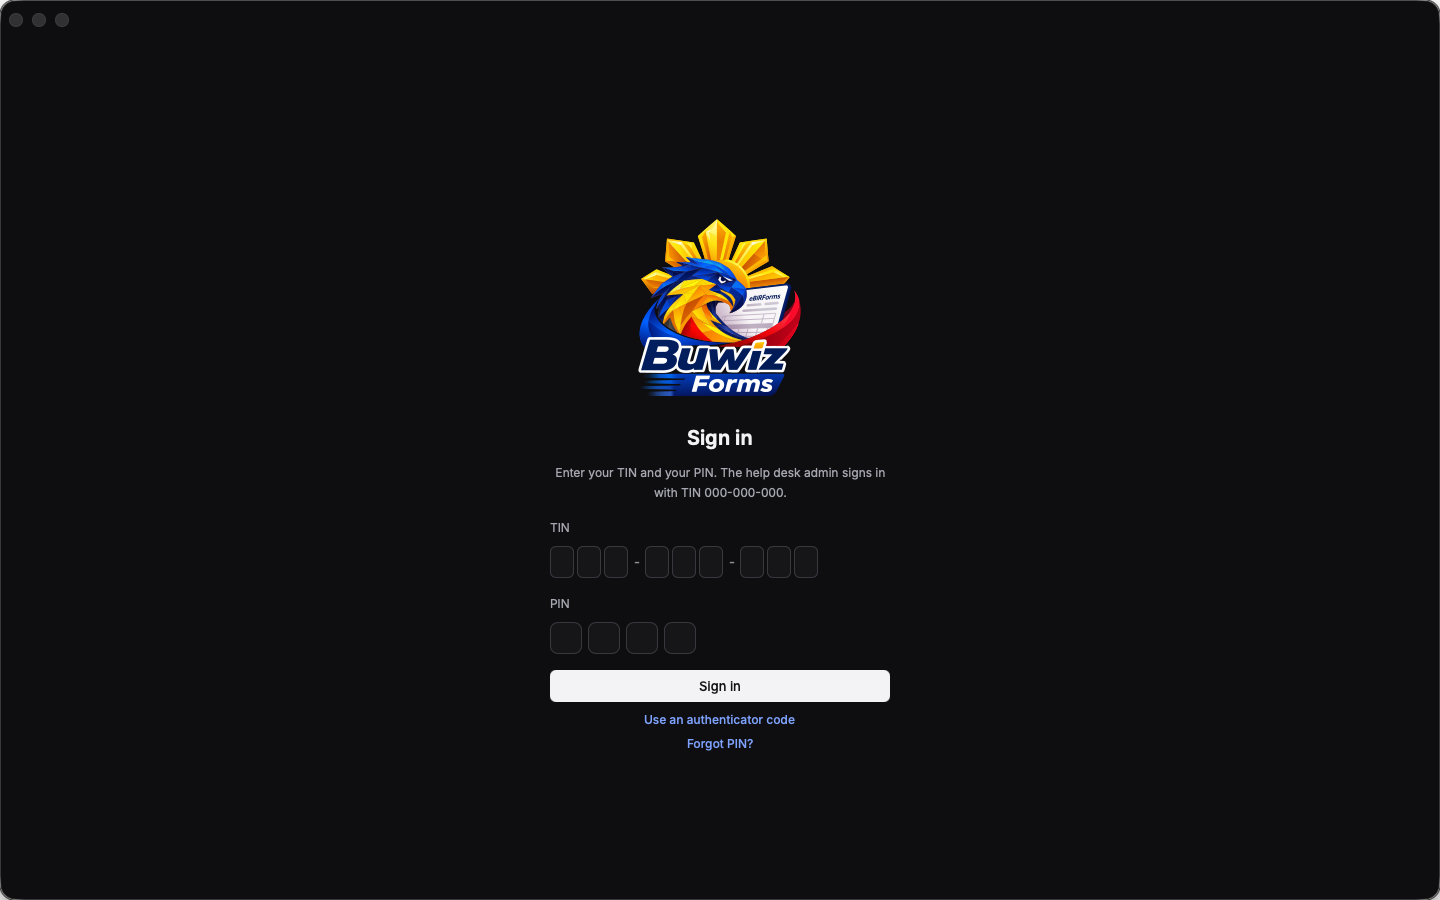 eBIRForms
Buwiz
Forms
Sign in
Enter your TIN and your PIN. The help desk admin signs in
with TIN 000-000-000.
TIN
- -
PIN
Sign in
Use an authenticator code
Forgot PIN?